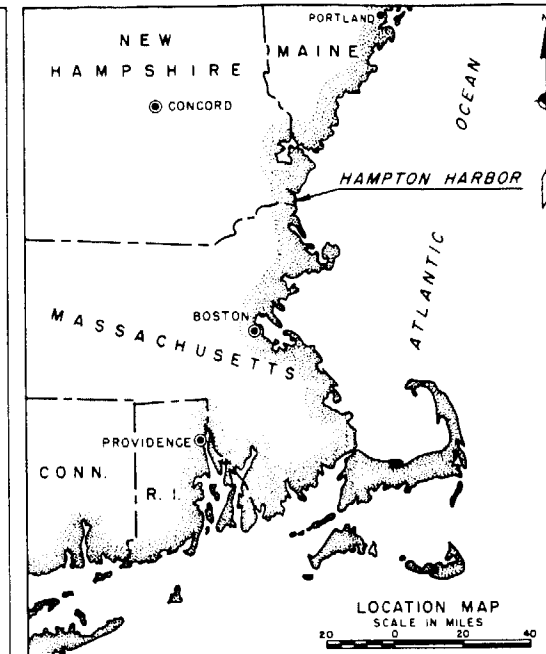 PORTLAND
N
NEW
HAMPSHIRE
MAINE
CONCORD
OCEAN
HAMPTON HARBOR
ATLANTIC
BOSTON
MASSACHUSETTS
PROVIDENCE
CONN.
R. I.
LOCATION MAP
SCALE IN MILES
20 0 20 40